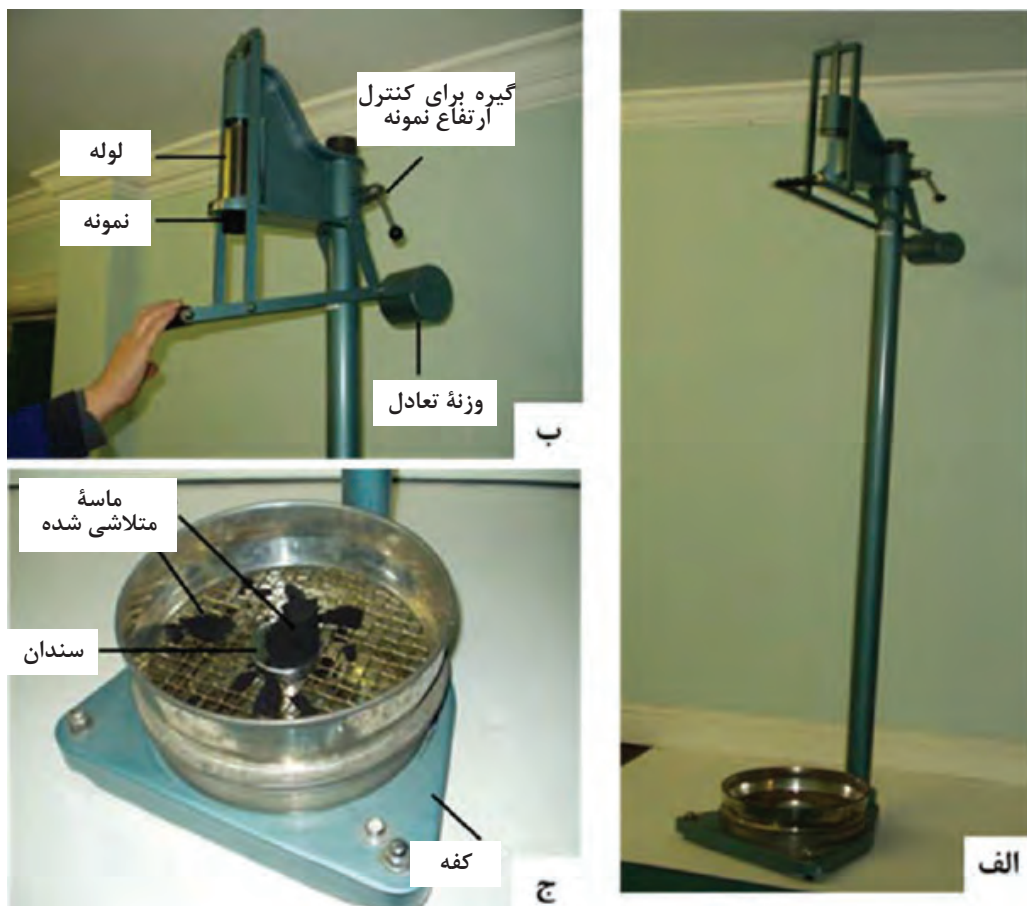 گیره برای کنترل
ارتفاع نمونه
لوله
نمونه
وزنهٔ تعادل
ب
ماسهٔ
متلاشی شده
سندان
کفه
ج
الف